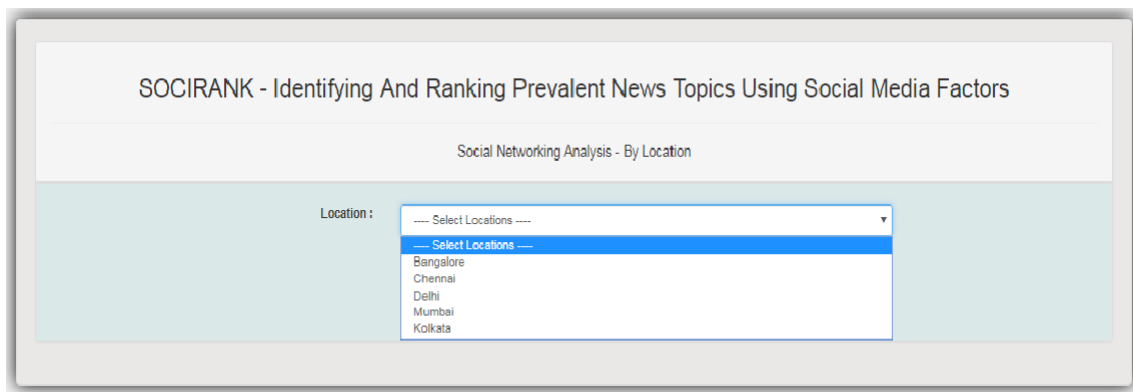 SOCIRANK - Identifying And Ranking Prevalent News Topics Using Social Media Factors
Social Networking Analysis - By Location
Location :
---- Select Locations ----
---- Select Locations ----
Bangalore
Chennai
Delhi
Mumbai
Kolkata